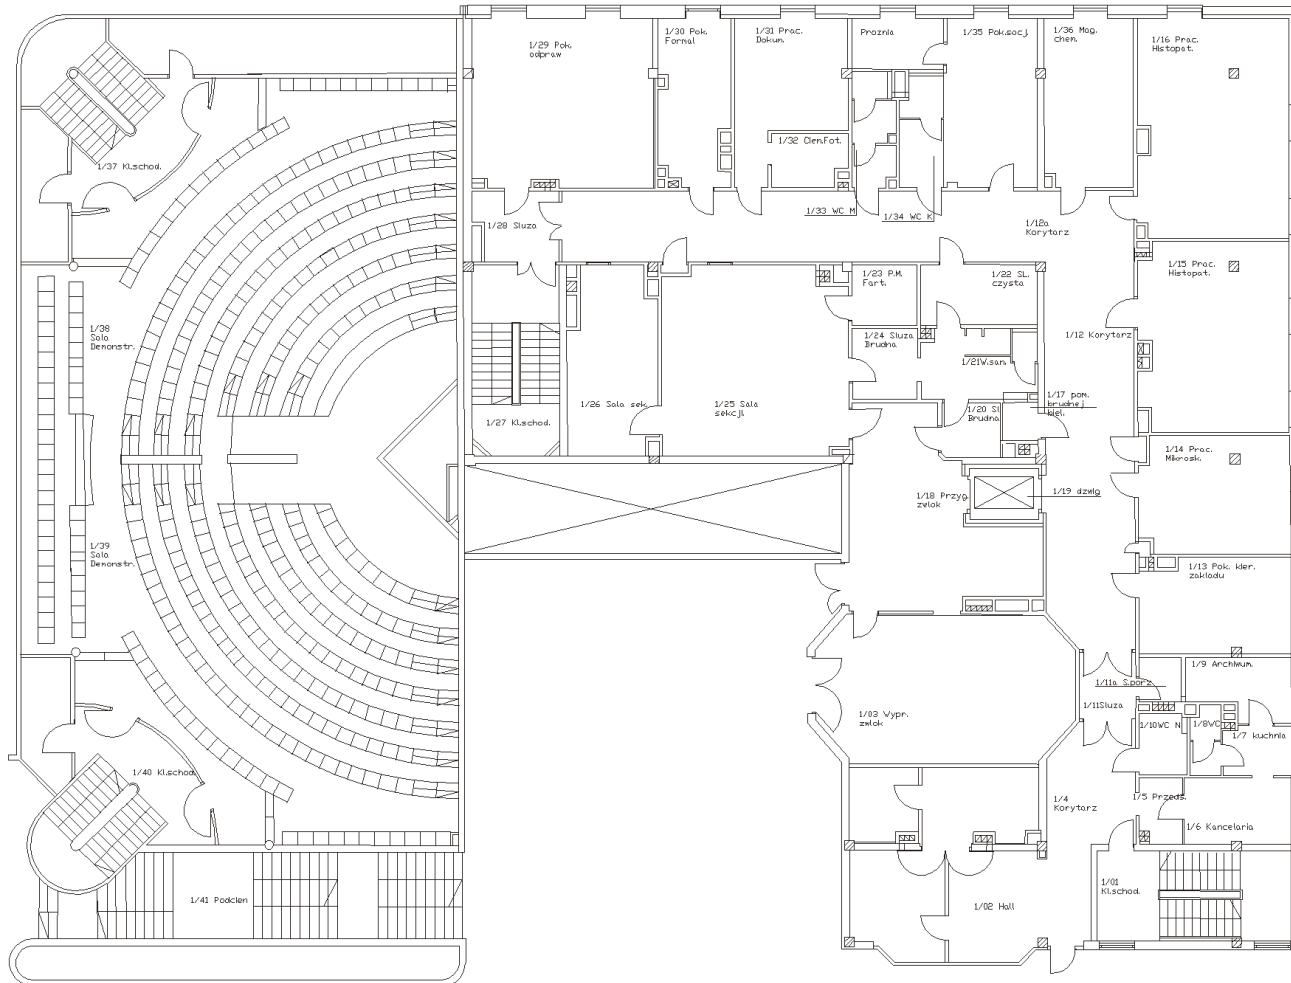 1/29 Pok.
odpraw
1/30 Pok.
Formal
1/31 Prac.
Dokum.
Proznia
1/35 Pok.socj.
1/36 Mag.
chem.
1/16 Prac.
Histopat.
1/32 Ciem.Fot.
1/37 Kl.schod.
1/28 Sluza
1/33 WC M
1/34 WC K
1/12a
Korytarz
1/23 P.M.
Fart.
1/22 SL.
czysta
1/15 Prac.
Histopat.
1/38
Sala
Demonstr.
1/24 Sluza
Brudna
1/12 Korytarz
1/21W.san.
1/26 Sala sek.
1/25 Sala
sekcji
1/20 Sl
Brudna
1/17 pom.
brudnej
biel.
1/27 Kl.schod.
1/14 Prac.
Mikrosk.
1/18 Przyg.
zwlok
1/19 dzwig
1/39
Sala
Demonstr.
1/13 Pok. kier.
zakladu
1/9 Archiwum.
1/11a S.porz
1/11Sluza
1/03 Wypr.
zwlok
1/10WC N
1/8WC
1/7 kuchnia
1/40 Kl.schod.
1/4
Korytarz
1/5 Przeds.
1/6 Kancelaria
1/41 Podcien
1/01
Kl.schod.
1/02 Hall